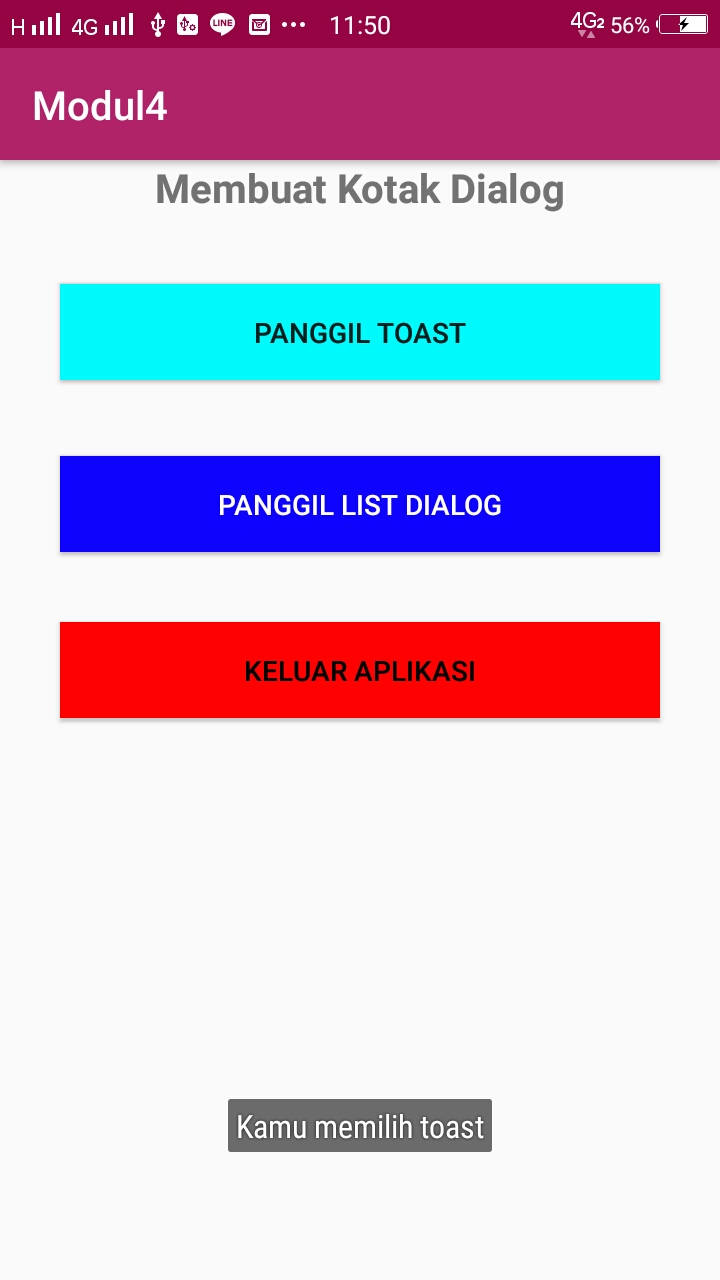 H 4G LINE 11:50 4G2 56%
Modul4
Membuat Kotak Dialog
PANGGIL TOAST
PANGGIL LIST DIALOG
KELUAR APLIKASI
Kamu memilih toast